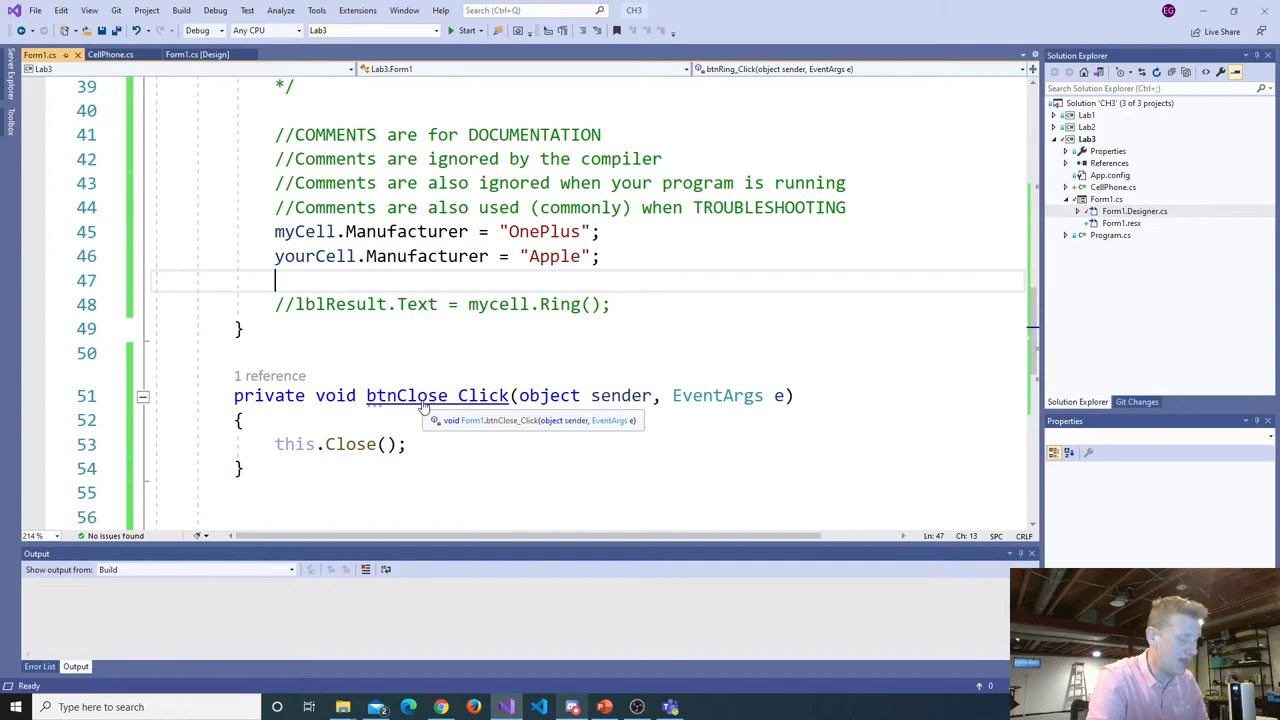 File Edit View Git Project Build Debug Test Analyze Tools Extensions Window Help Search (Ctrl+Q) CH3 EG
Debug Any CPU Lab3 Start Live Share
Form1.cs CellPhone.cs Form1.cs [Design]
Lab3 Lab3.Form1 btnRing_Click(object sender, EventArgs e)
Server Explorer
Toolbox
39 */
40
41 //COMMENTS are for DOCUMENTATION
42 //Comments are ignored by the compiler
43 //Comments are also ignored when your program is running
44 //Comments are also used (commonly) when TROUBLESHOOTING
45 myCell.Manufacturer = "OnePlus";
46 yourCell.Manufacturer = "Apple";
47
48 //lblResult.Text = mycell.Ring();
49 }
50
1 reference
51 private void btnClose_Click(object sender, EventArgs e)
52 {
void Form1.btnClose_Click(object sender, EventArgs e)
53 this.Close();
54 }
55
56
214 % No issues found Ln: 47 Ch: 13 SPC CRLF
Output
Show output from: Build
Error List Output
Ready 0
Solution Explorer
Search Solution Explorer (Ctrl+;)
Solution 'CH3' (3 of 3 projects)
Lab1
Lab2
Lab3
Properties
References
App.config
CellPhone.cs
Form1.cs
Form1.Designer.cs
Form1.resx
Program.cs
Solution Explorer Git Changes
Properties
Type here to search
2